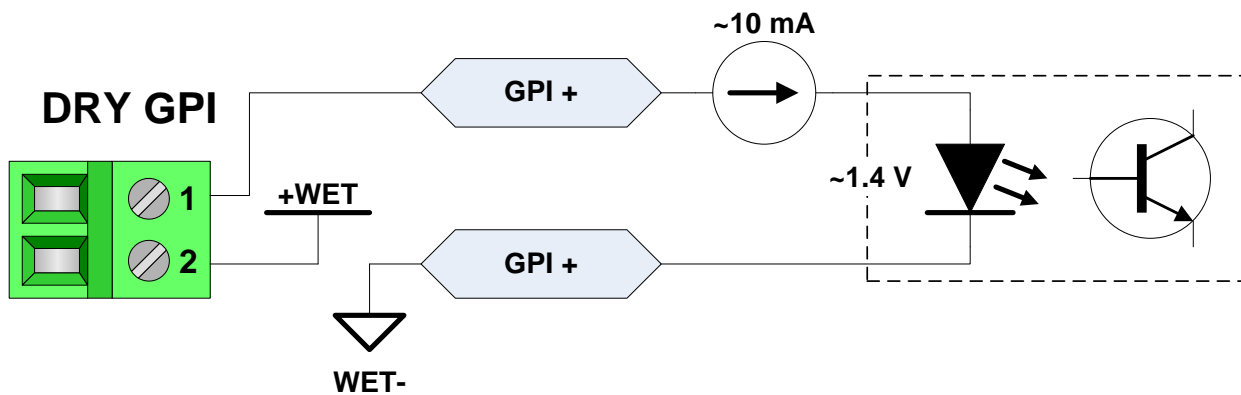 ~10 mA
GPI +
DRY GPI
~1.4 V
1
+WET
2
GPI +
WET-